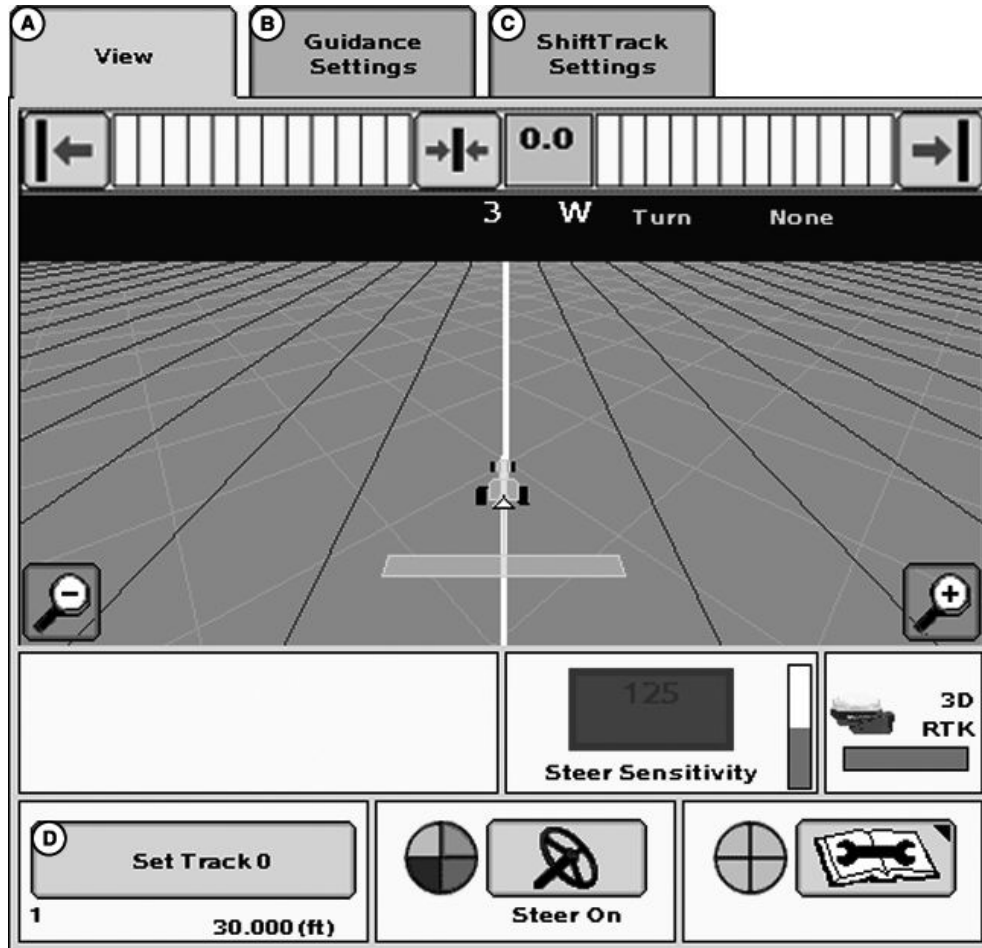 A
View
B
Guidance
Settings
C
ShiftTrack
Settings
0.0
3 W Turn None
125
Steer Sensitivity
3D
RTK
D
Set Track 0
1
30.000 (ft)
Steer On